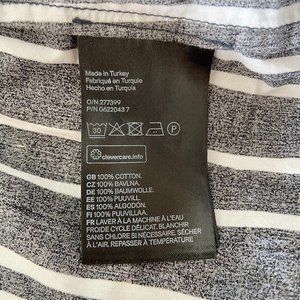 Made in Turkey
Fabriqué en Turquie
Hecho en Turquía
O/N 277399
P/N 0622043 7
30
P
clevercare.info
GB 100% COTTON.
CZ 100% BAVLNA.
DE 100% BAUMWOLLE.
EE 100% PUUVILL.
ES 100% ALGODÓN.
FI 100% PUUVILLAA.
FR LAVER À LA MACHINE À L'EAU
FROIDE CYCLE DÉLICAT. BLANCHIR
SANS CHLORE SI NÉCESSAIRE. SÉCHER
À L'AIR. REPASSER À TEMPÉRATURE